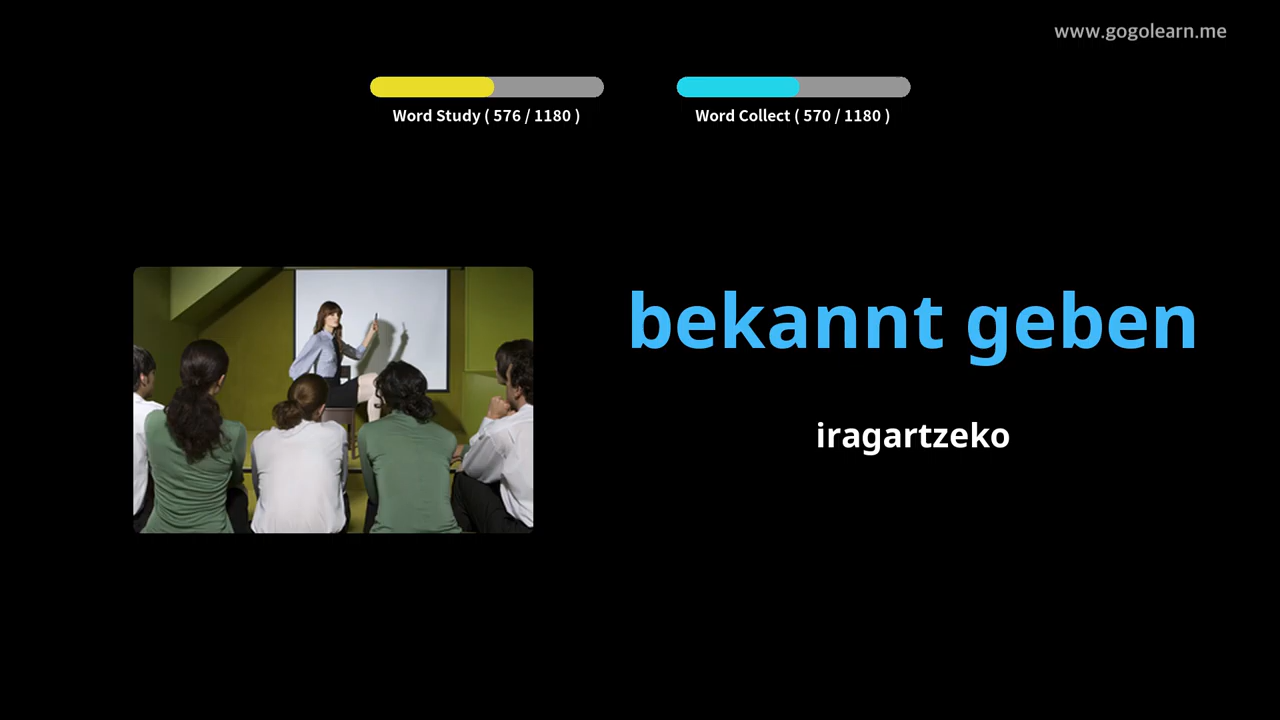 www.gogolearn.me
Word Study ( 576 / 1180 )
Word Collect ( 570 / 1180 )
bekannt geben
iragartzeko